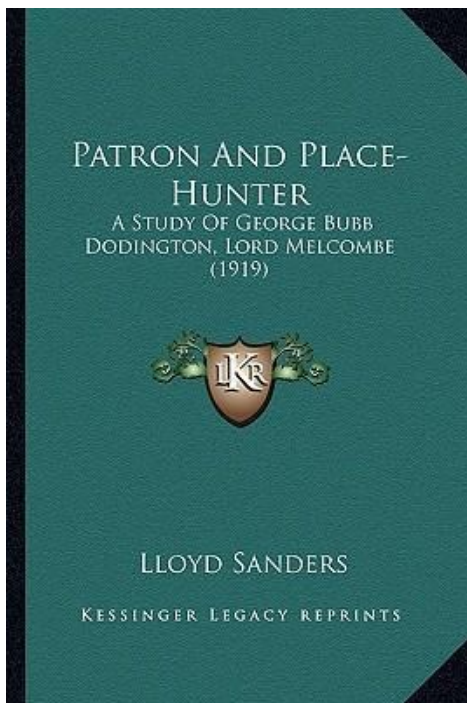 Patron And Place-
Hunter
A Study Of George Bubb
Dodington, Lord Melcombe
(1919)
LKR
Lloyd Sanders
Kessinger Legacy Reprints